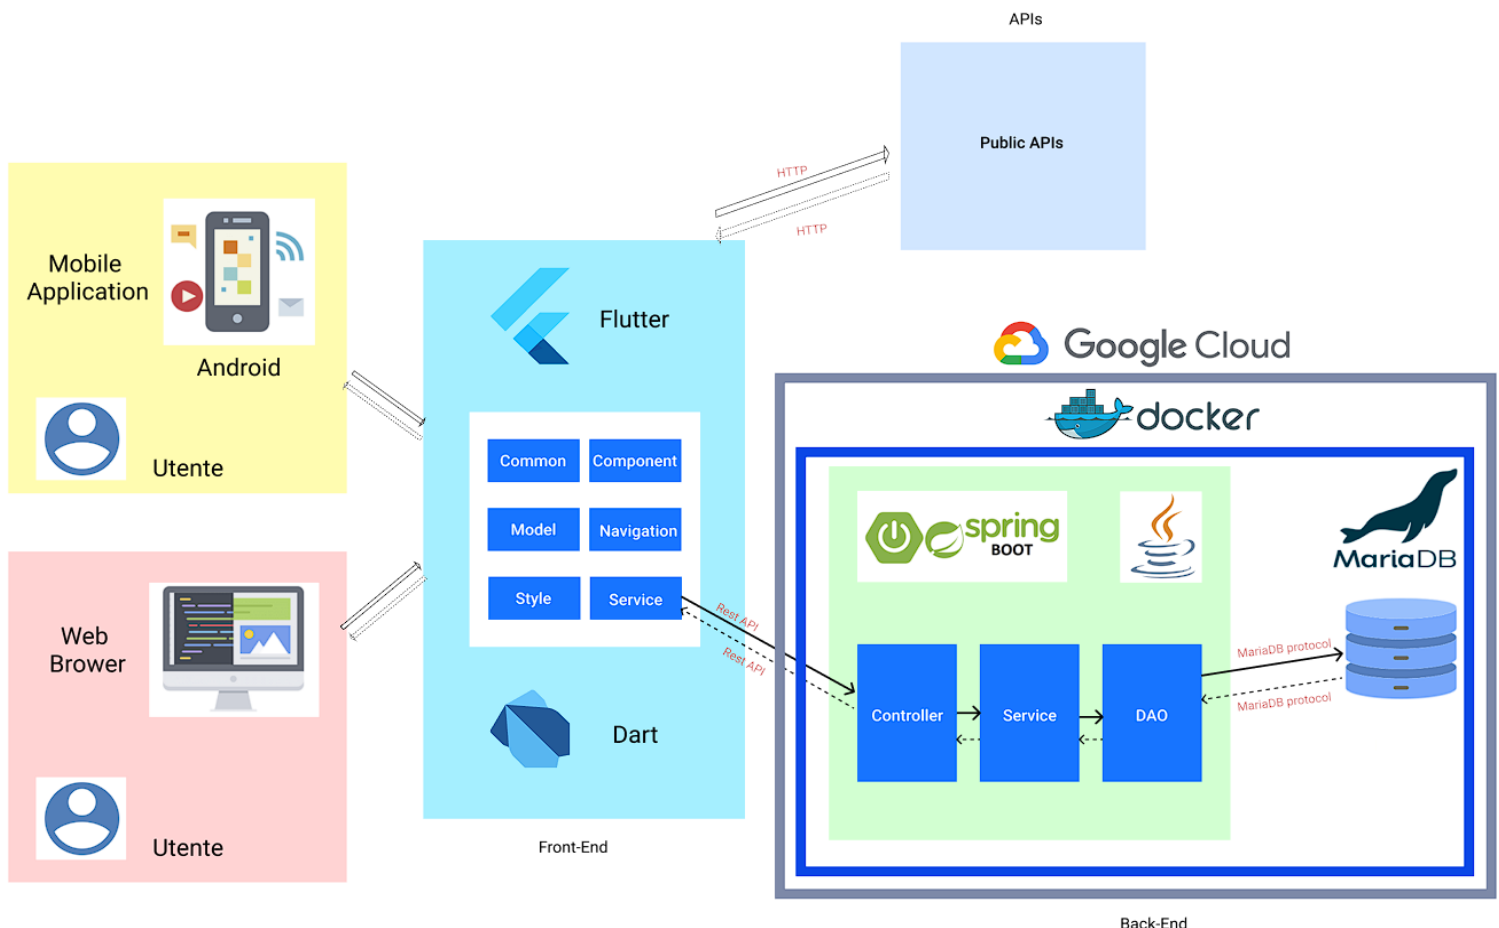 APIs
Public APIs
HTTP
HTTP
Mobile
Application
Android
Utente
Flutter
Google Cloud
docker
Common
Component
Model
Navigation
Style
Service
spring
BOOT
MariaDB
Web
Brower
Utente
Rest API
Rest API
Controller
Service
DAO
MariaDB protocol
MariaDB protocol
Dart
Front-End
Back-End